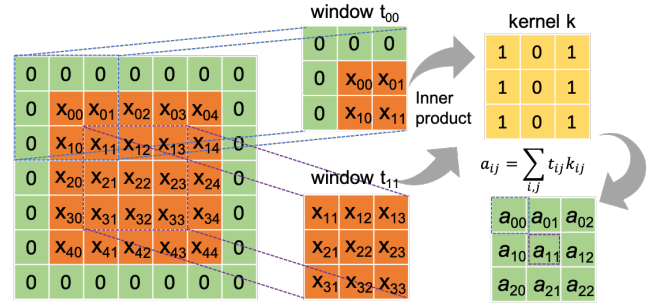 window t00
0 0 0
0 x00 x01
0 x10 x11
kernel k
1 0 1
1 0 1
1 0 1
Inner
product
0 0 0 0 0 0 0
0 x00 x01 x02 x03 x04 0
0 x10 x11 x12 x13 x14 0
0 x20 x21 x22 x23 x24 0
0 x30 x31 x32 x33 x34 0
0 x40 x41 x42 x43 x44 0
0 0 0 0 0 0 0
window t11
x11 x12 x13
x21 x22 x23
x31 x32 x33
aij = ∑i,j tijkij
a00 a01 a02
a10 a11 a12
a20 a21 a22